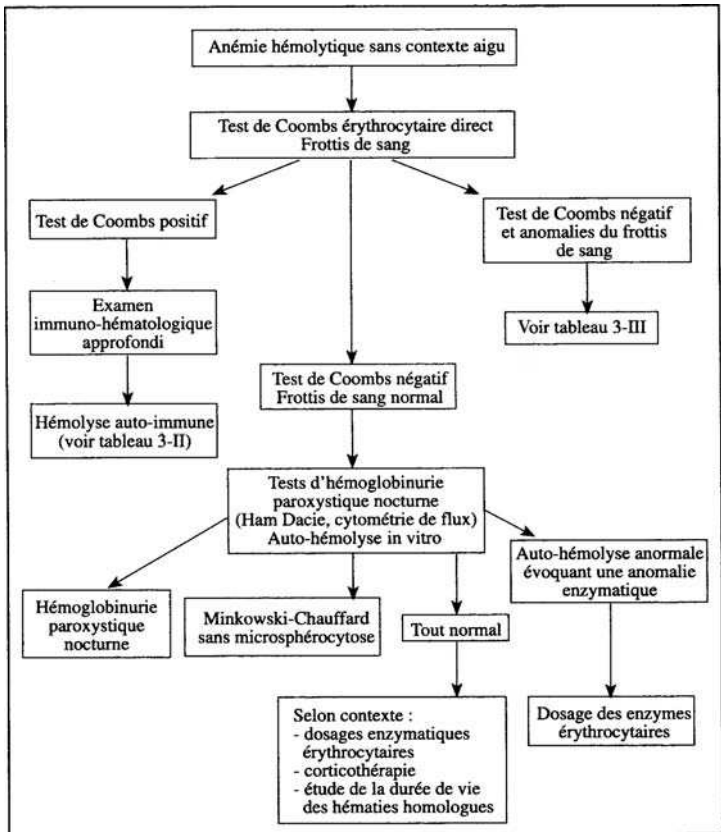 Anémie hémolytique sans contexte aigu
Test de Coombs érythrocytaire direct
Frottis de sang
Test de Coombs positif
Test de Coombs négatif
et anomalies du frottis
de sang
Examen
immuno-hématologique
approfondi
Voir tableau 3-III
Test de Coombs négatif
Frottis de sang normal
Hémolyse auto-immune
(voir tableau 3-II)
Tests d'hémoglobinurie
paroxystique nocturne
(Ham Dacie, cytométrie de flux)
Auto-hémolyse in vitro
Auto-hémolyse anormale
évoquant une anomalie
enzymatique
Hémoglobinurie
paroxystique
nocturne
Minkowski-Chauffard
sans microsphérocytose
Tout normal
Selon contexte :
- dosages enzymatiques
érythrocytaires
- corticothérapie
- étude de la durée de vie
des hématies homologues
Dosage des enzymes
érythrocytaires